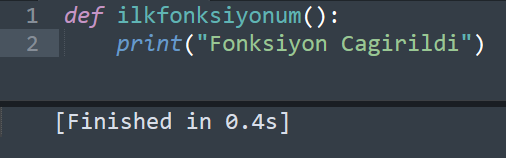 1 def ilkfonksiyonum():
2     print("Fonksiyon Cagirildi")
[Finished in 0.4s]